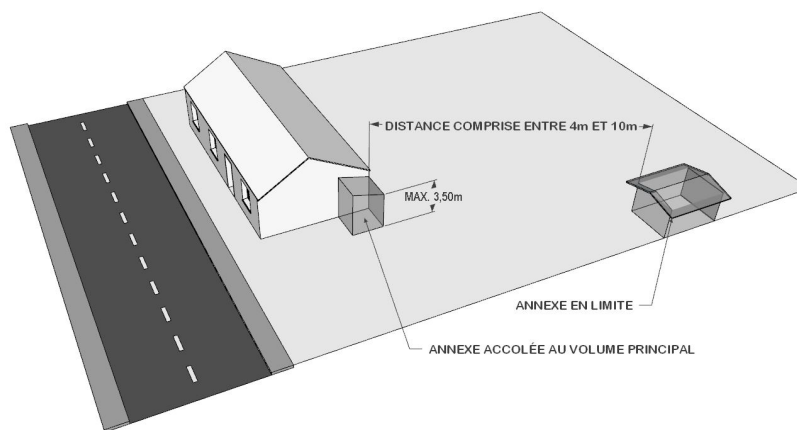 DISTANCE COMPRISE ENTRE 4m ET 10m
MAX. 3,50m
ANNEXE EN LIMITE
ANNEXE ACCOLÉE AU VOLUME PRINCIPAL